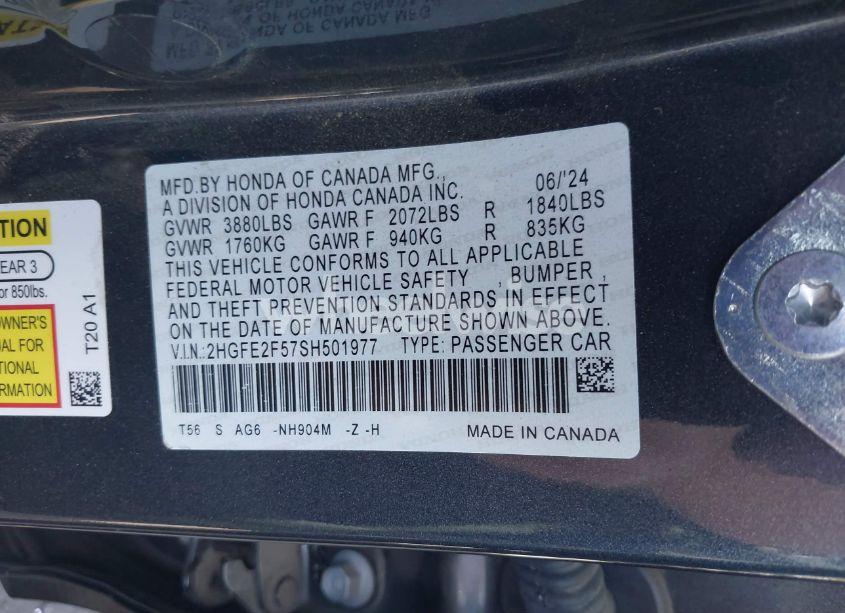 MFD.BY HONDA OF CANADA MFG., 06/'24
A DIVISION OF HONDA CANADA INC.
GVWR 3880LBS GAWR F 2072LBS R 1840LBS
GVWR 1760KG GAWR F 940KG R 835KG
THIS VEHICLE CONFORMS TO ALL APPLICABLE
FEDERAL MOTOR VEHICLE SAFETY , BUMPER ,
AND THEFT PREVENTION STANDARDS IN EFFECT
ON THE DATE OF MANUFACTURE SHOWN ABOVE.
V.I.N.:2HGFE2F57SH501977 TYPE: PASSENGER CAR
T56 S AG6 -NH904M -Z -H
MADE IN CANADA
TION
EAR 3
or 850lbs.
OWNER'S
UAL FOR
TIONAL
FORMATION
T20 A1